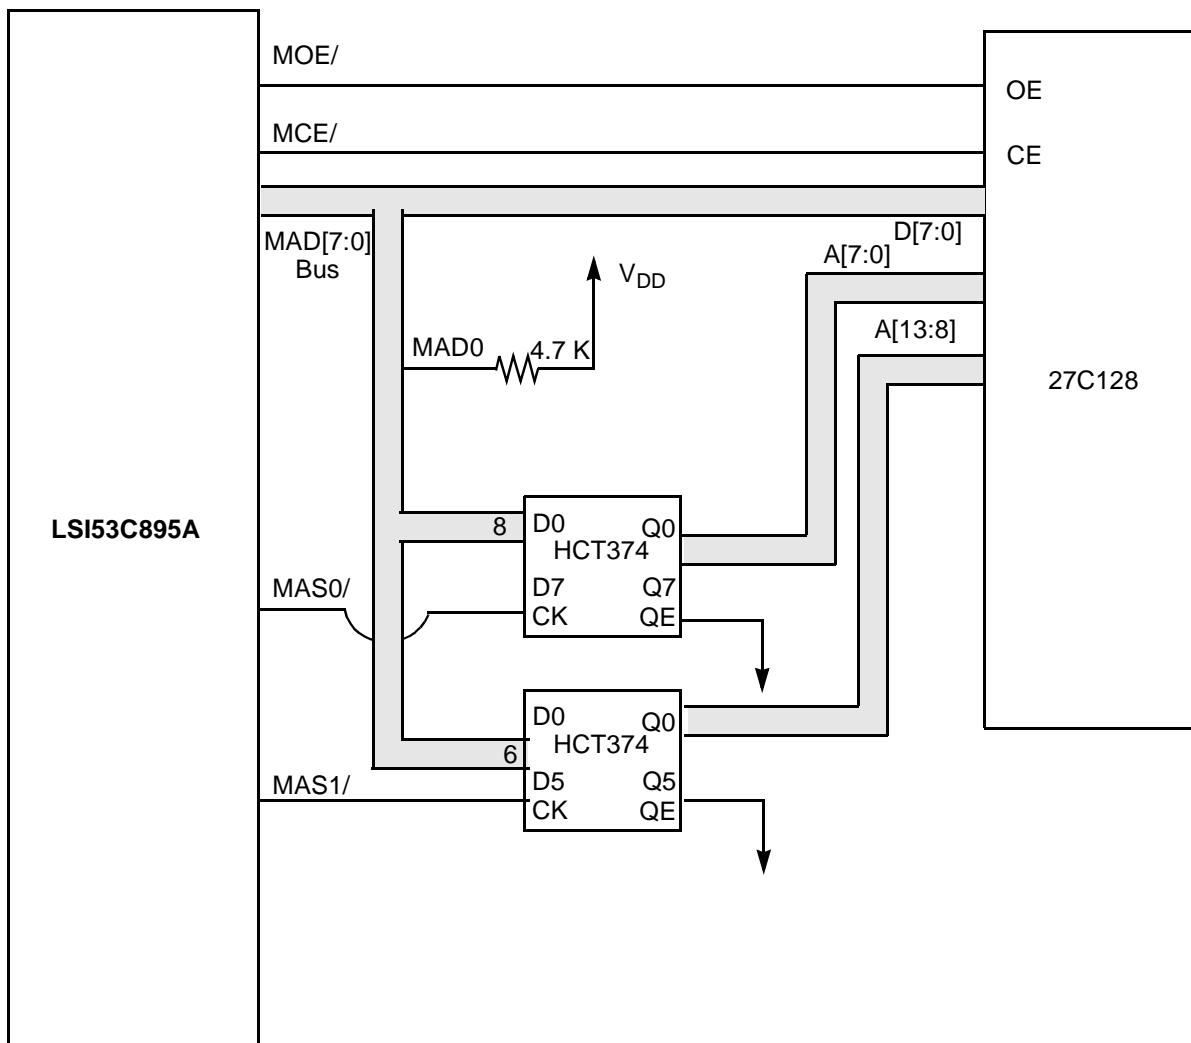 MOE/
OE
MCE/
CE
MAD[7:0]
Bus
D[7:0]
A[7:0]
VDD
A[13:8]
MAD0
4.7 K
27C128
LSI53C895A
8
D0
Q0
HCT374
D7
Q7
CK
QE
MAS0/
D0
Q0
HCT374
6
D5
Q5
CK
QE
MAS1/